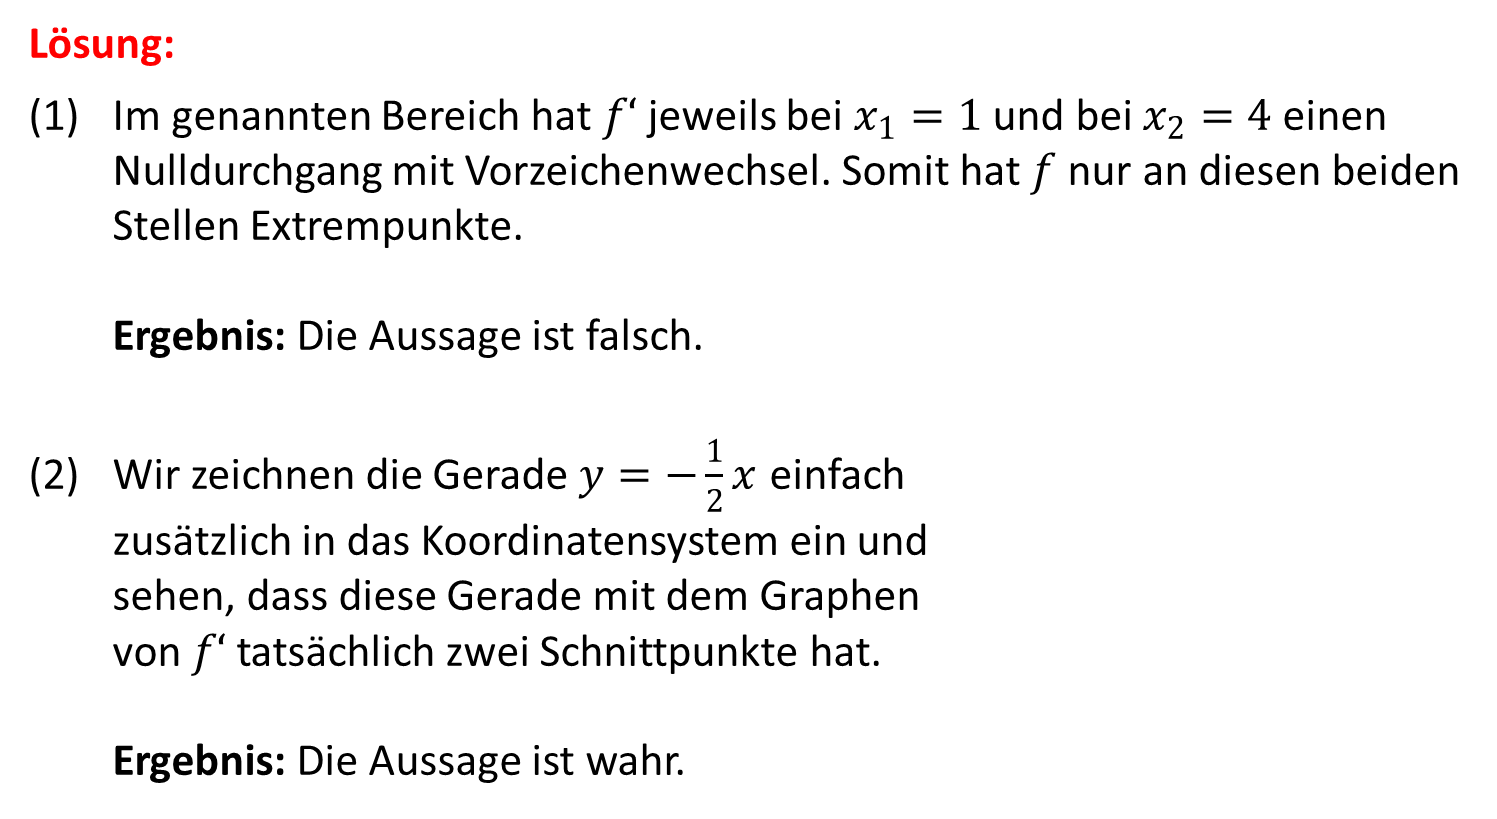 Lösung:
(1) Im genannten Bereich hat f‘ jeweils bei x₁ = 1 und bei x₂ = 4 einen
Nulldurchgang mit Vorzeichenwechsel. Somit hat f nur an diesen beiden
Stellen Extrempunkte.
Ergebnis: Die Aussage ist falsch.
(2) Wir zeichnen die Gerade y = −1/2 x einfach
zusätzlich in das Koordinatensystem ein und
sehen, dass diese Gerade mit dem Graphen
von f‘ tatsächlich zwei Schnittpunkte hat.
Ergebnis: Die Aussage ist wahr.